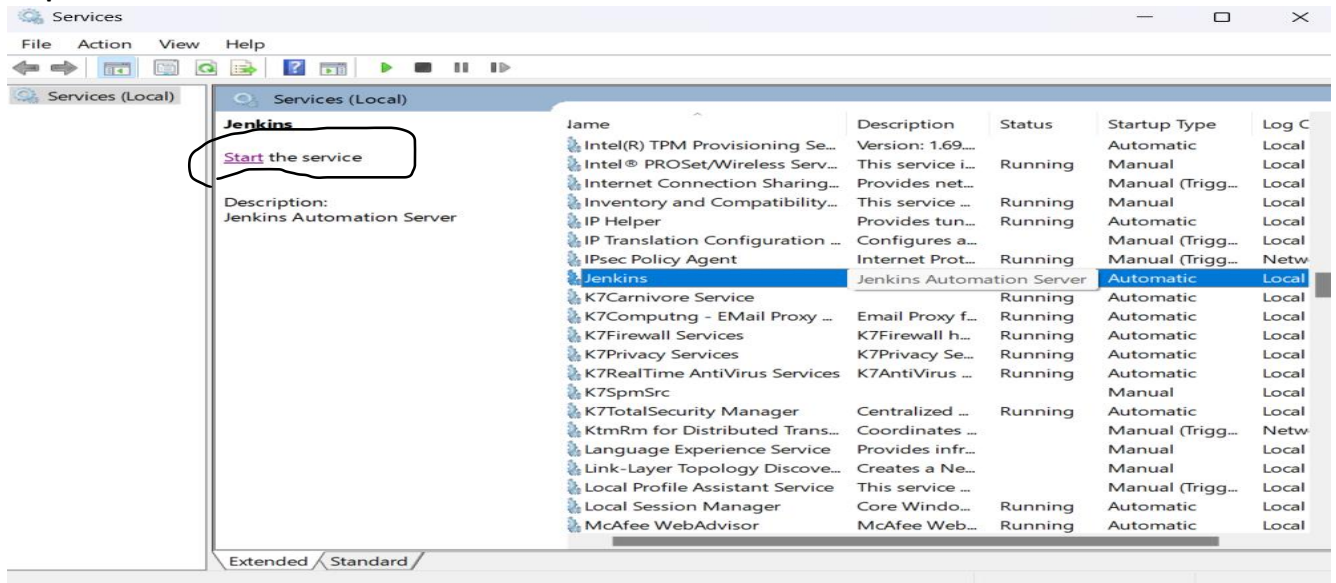 Services
File Action View Help
Services (Local)
Services (Local)
Jenkins
Start the service
Description:
Jenkins Automation Server
Name Description Status Startup Type Log C
Intel(R) TPM Provisioning Se... Version: 1.69.... Automatic Local
Intel® PROSet/Wireless Serv... This service i... Running Manual Local
Internet Connection Sharing... Provides net... Manual (Trigg... Local
Inventory and Compatibility... This service ... Running Manual Local
IP Helper Provides tun... Running Automatic Local
IP Translation Configuration ... Configures a... Manual (Trigg... Local
IPsec Policy Agent Internet Prot... Running Manual (Trigg... Netw
Jenkins Jenkins Automation Server Automatic Local
K7Carnivore Service Running Automatic Local
K7Computng - EMail Proxy ... Email Proxy f... Running Automatic Local
K7Firewall Services K7Firewall h... Running Automatic Local
K7Privacy Services K7Privacy Se... Running Automatic Local
K7RealTime AntiVirus Services K7AntiVirus ... Running Automatic Local
K7SpmSrc Manual Local
K7TotalSecurity Manager Centralized ... Running Automatic Local
KtmRm for Distributed Trans... Coordinates ... Manual (Trigg... Netw
Language Experience Service Provides infr... Manual Local
Link-Layer Topology Discove... Creates a Ne... Manual Local
Local Profile Assistant Service This service ... Manual (Trigg... Local
Local Session Manager Core Windo... Running Automatic Local
McAfee WebAdvisor McAfee Web... Running Automatic Local
Extended Standard